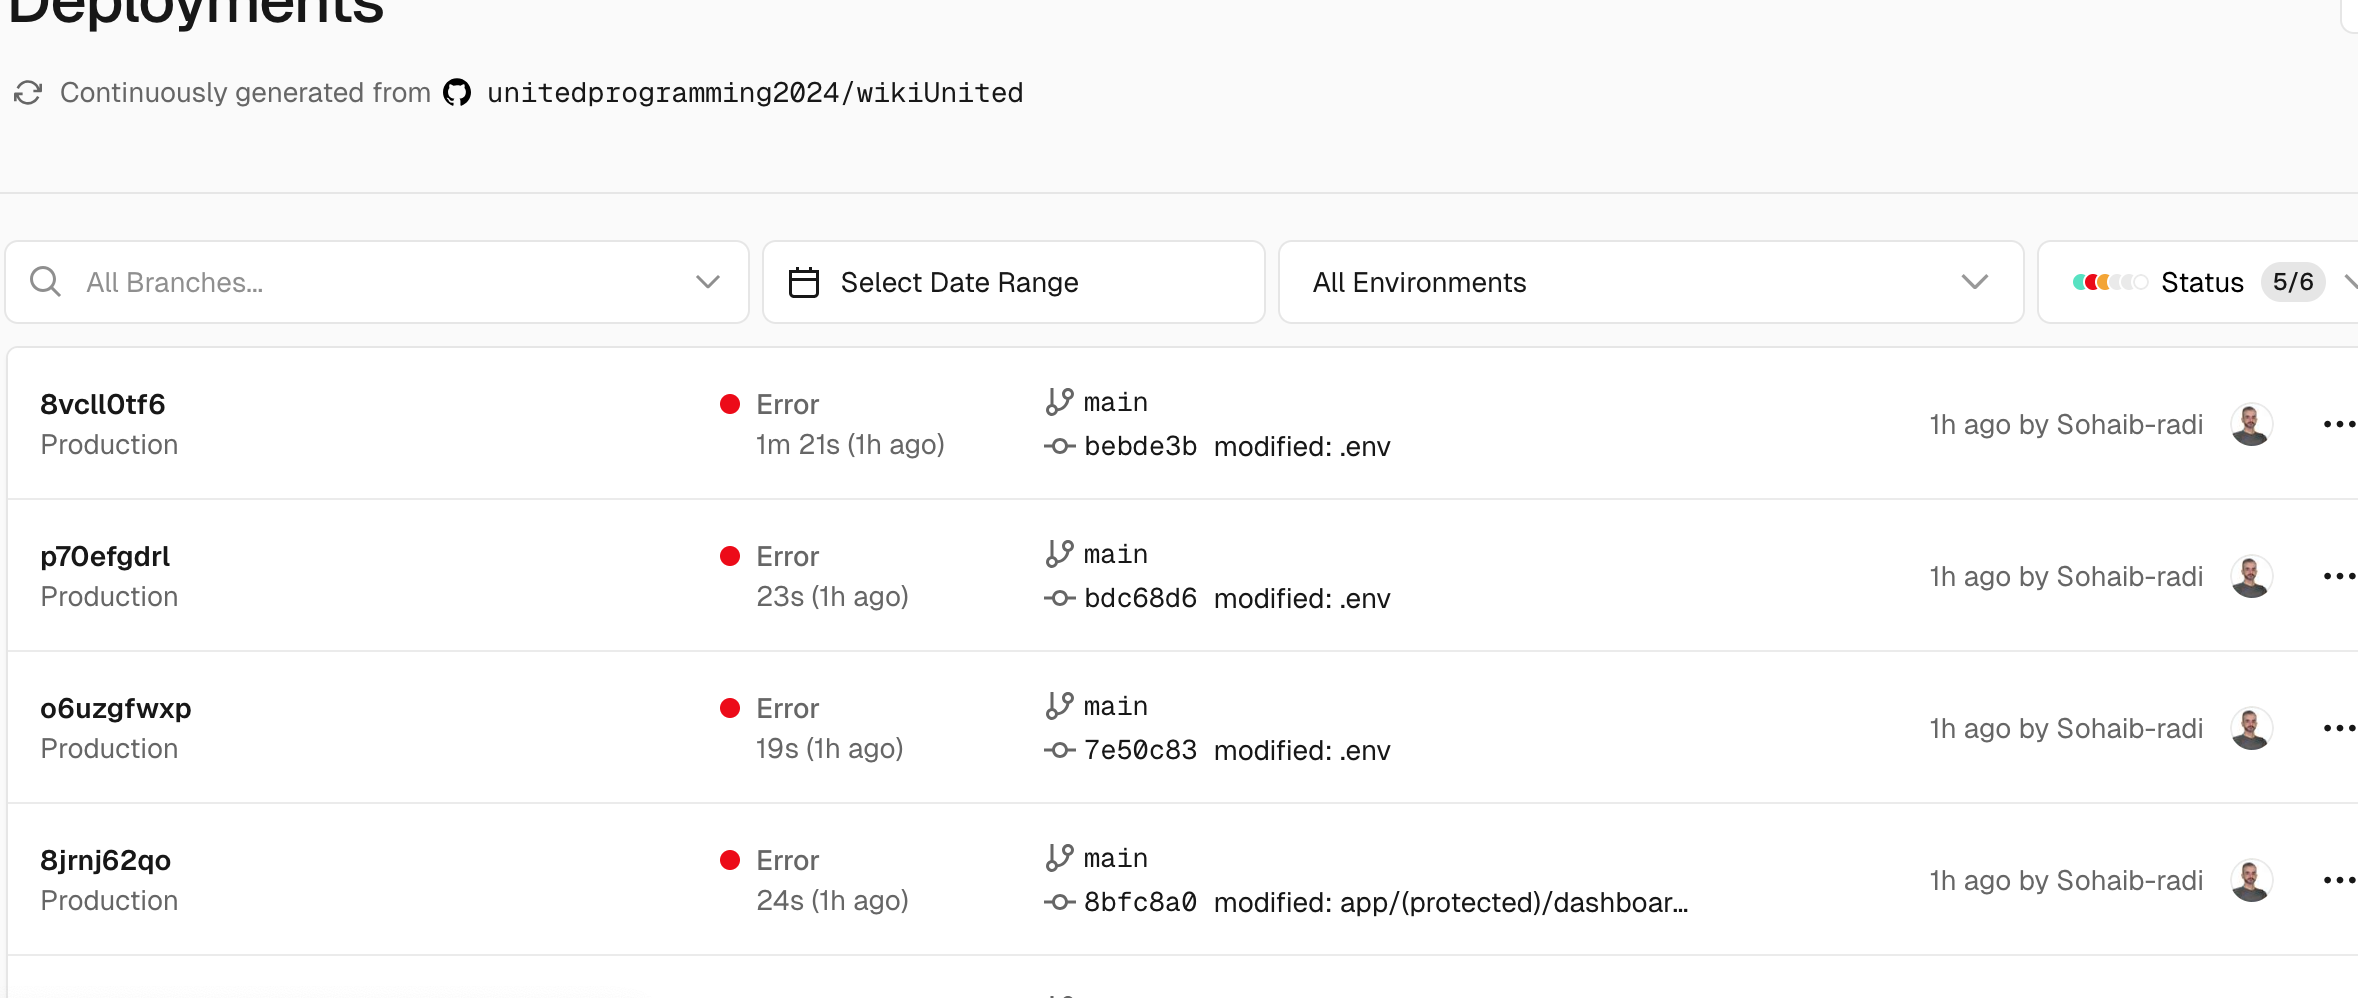 Deployments
Continuously generated from unitedprogramming2024/wikiUnited
All Branches...
Select Date Range
All Environments
Status 5/6
8vcll0tf6
Production
Error
1m 21s (1h ago)
main
bebde3b modified: .env
1h ago by Sohaib-radi
p70efgdrl
Production
Error
23s (1h ago)
main
bdc68d6 modified: .env
1h ago by Sohaib-radi
o6uzgfwxp
Production
Error
19s (1h ago)
main
7e50c83 modified: .env
1h ago by Sohaib-radi
8jrnj62qo
Production
Error
24s (1h ago)
main
8bfc8a0 modified: app/(protected)/dashboar...
1h ago by Sohaib-radi